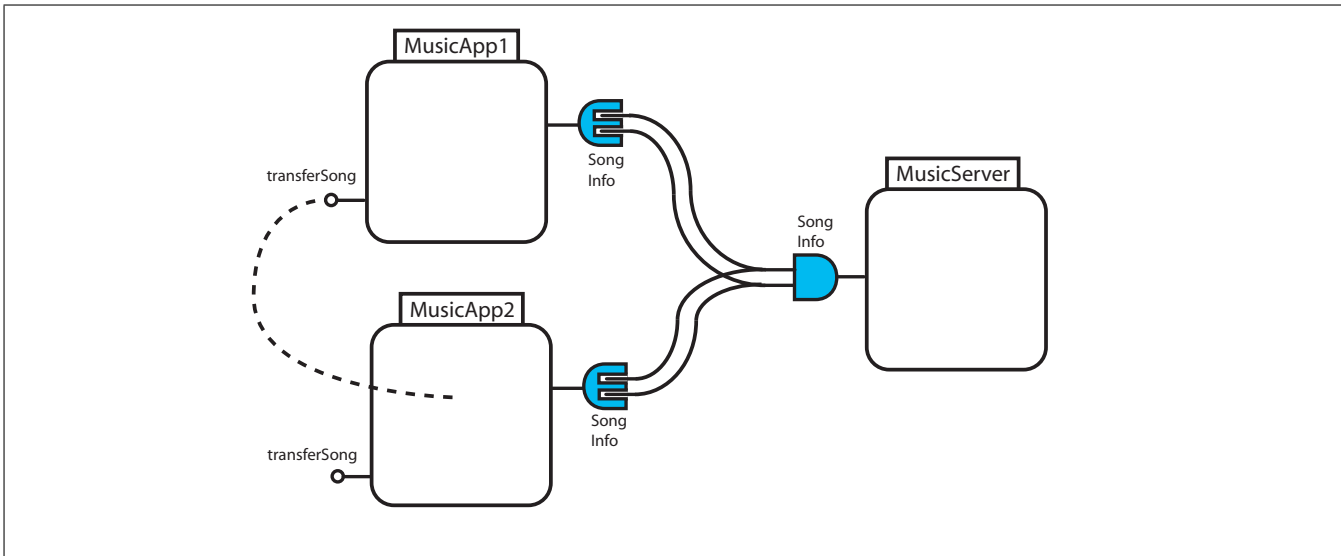 MusicApp1
Song
Info
transferSong
MusicServer
Song
Info
MusicApp2
Song
Info
transferSong